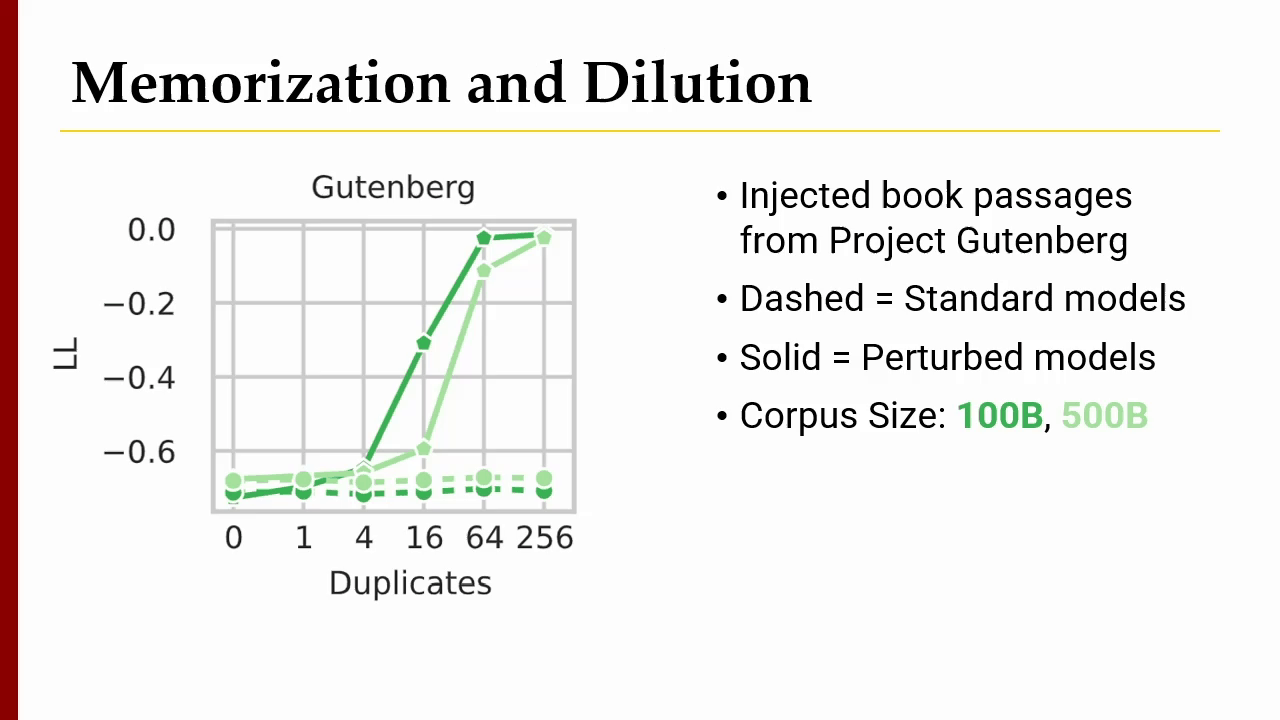 Memorization and Dilution
Gutenberg
0.0
−0.2
−0.4
−0.6
LL
0 1 4 16 64 256
Duplicates
• Injected book passages
from Project Gutenberg
• Dashed = Standard models
• Solid = Perturbed models
• Corpus Size: 100B, 500B